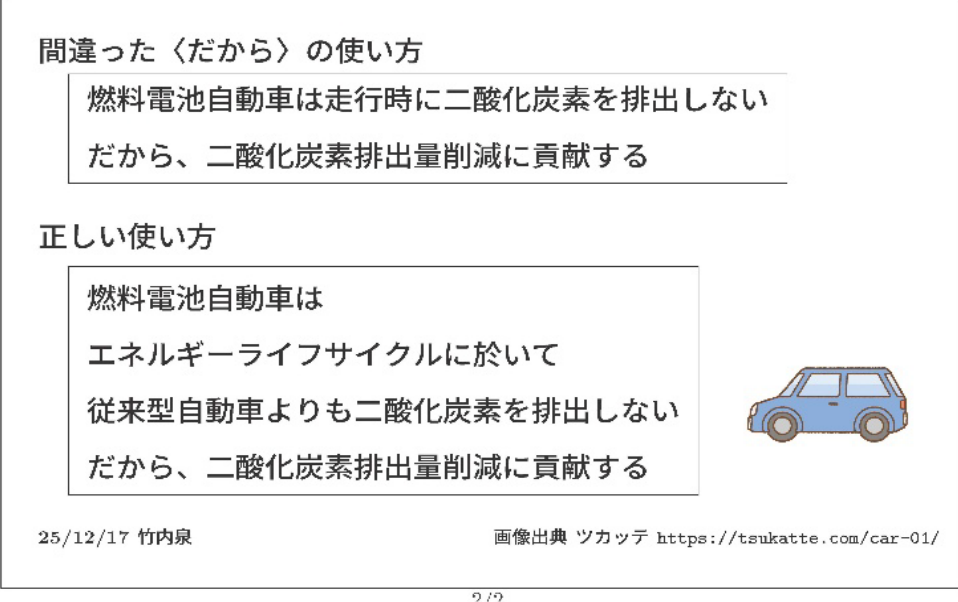 間違った〈だから〉の使い方
燃料電池自動車は走行時に二酸化炭素を排出しない
だから、二酸化炭素排出量削減に貢献する
正しい使い方
燃料電池自動車は
エネルギーライフサイクルに於いて
従来型自動車よりも二酸化炭素を排出しない
だから、二酸化炭素排出量削減に貢献する
25/12/17 竹内泉
画像出典 ツカッテ https://tsukatte.com/car-01/
2/2